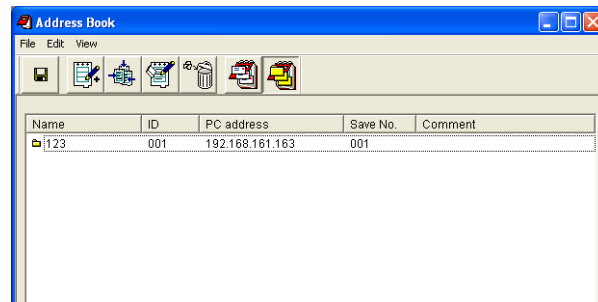 Address Book
File Edit View
Name ID PC address Save No. Comment
123 001 192.168.161.163 001